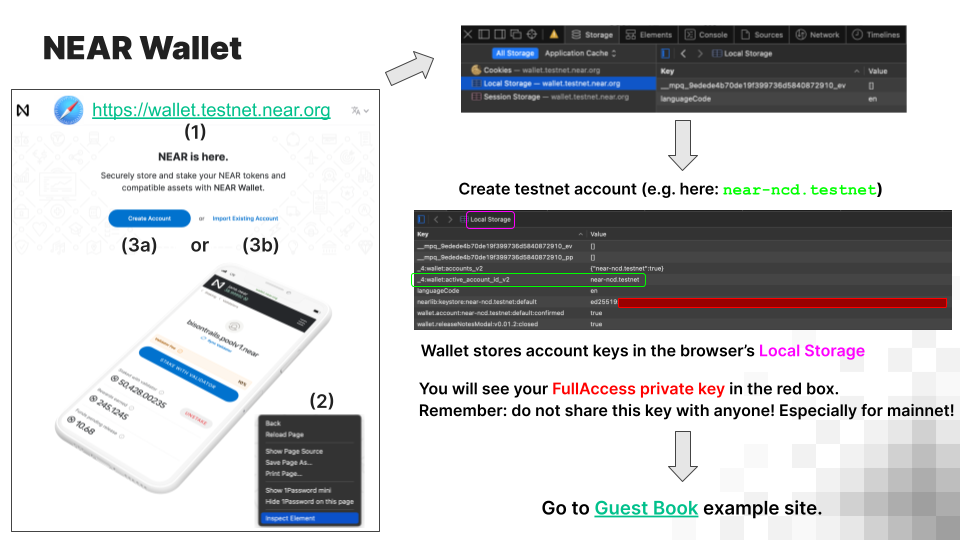 NEAR Wallet
https://wallet.testnet.near.org
(1)
NEAR is here.
Securely store and stake your NEAR tokens and
compatible assets with NEAR Wallet.
Create Account or Import Existing Account
(3a) or (3b)
bisontrails.poolv1.near
STAKE WITH VALIDATOR
10%
50,428.00235
UNSTAKE
245.1245
10.68
(2)
Back
Reload Page
Show Page Source
Save Page As...
Print Page...
Show 1Password mini
Hide 1Password on this page
Inspect Element
Storage Elements Console Sources Network Timelines
All Storage Application Cache Local Storage
Cookies — wallet.testnet.near.org
Local Storage — wallet.testnet.near.org
Session Storage — wallet.testnet.near.org
Key Value
__mpq_9edede4b70de19f399736d5840872910_ev []
languageCode en
Create testnet account (e.g. here: near-ncd.testnet)
Local Storage
Key Value
__mpq_9edede4b70de19f399736d5840872910_ev []
__mpq_9edede4b70de19f399736d5840872910_pp []
_4:wallet:accounts_v2 {"near-ncd.testnet":true}
_4:wallet:active_account_id_v2 near-ncd.testnet
languageCode en
nearlib:keystore:near-ncd.testnet:default ed25519
wallet.account:near-ncd.testnet:default:confirmed true
wallet.releaseNotesModal:v0.01.2:closed true
Wallet stores account keys in the browser's Local Storage
You will see your FullAccess private key in the red box.
Remember: do not share this key with anyone! Especially for mainnet!
Go to Guest Book example site.